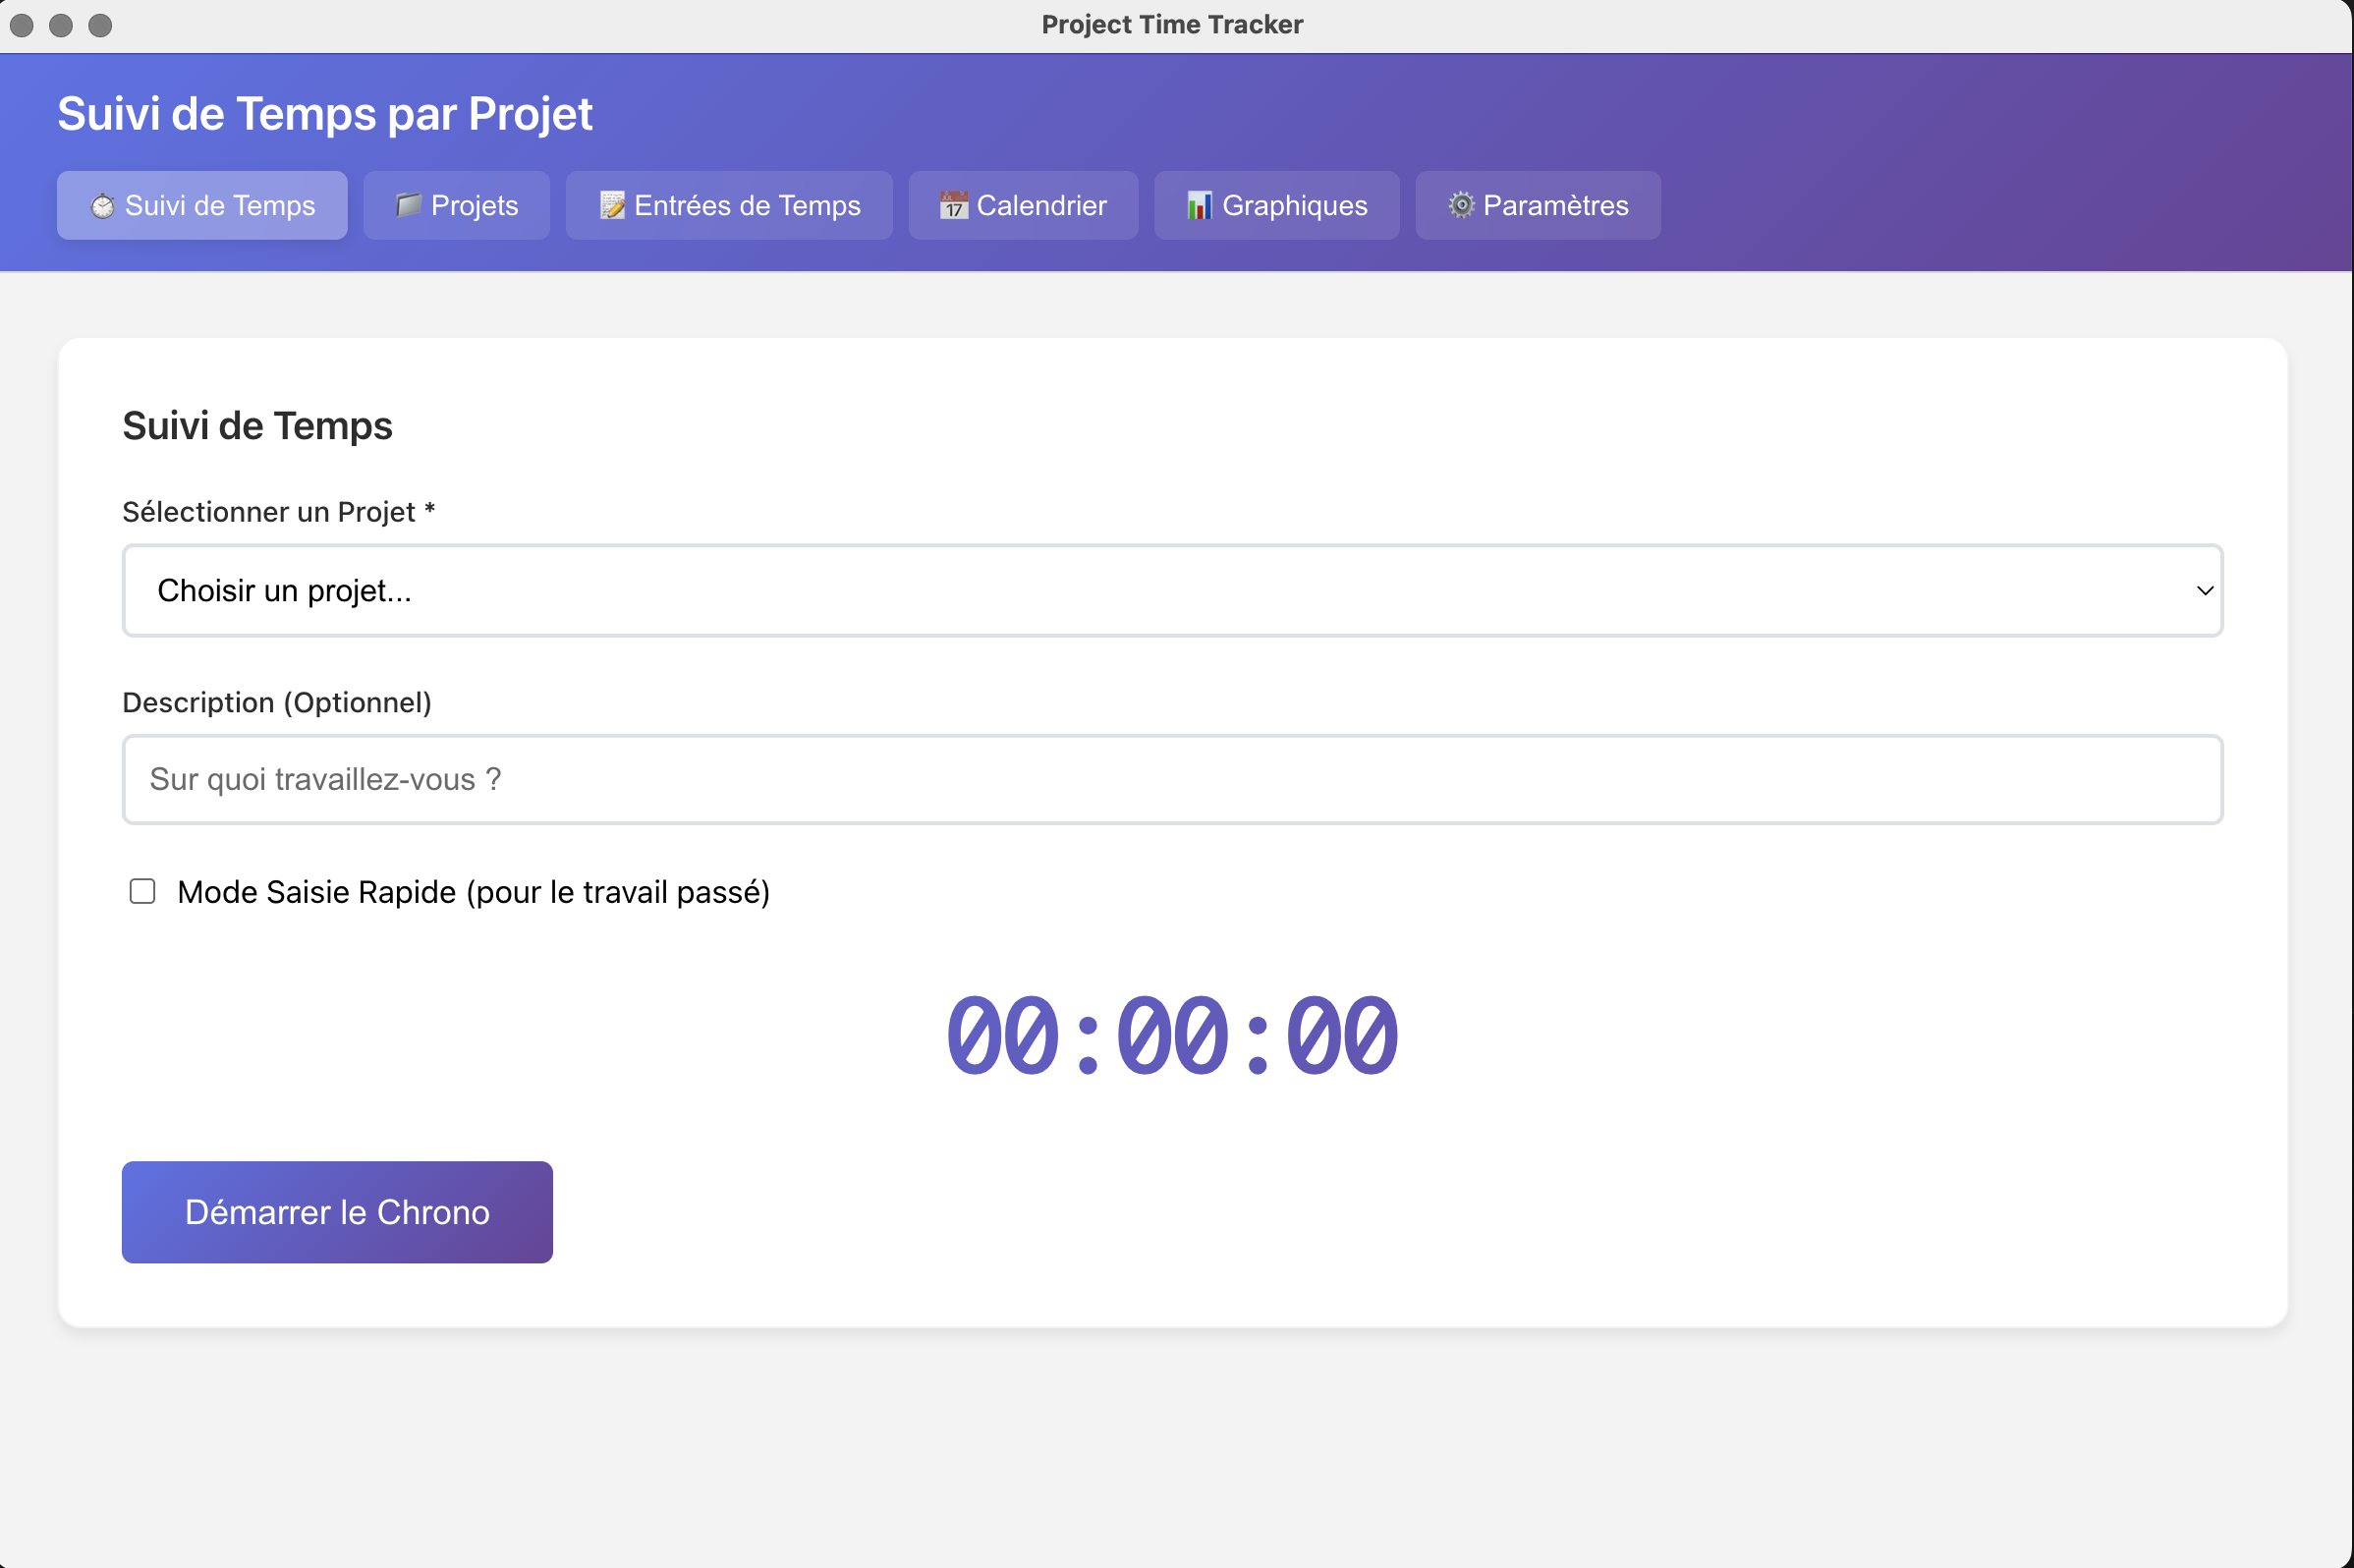 Project Time Tracker
Suivi de Temps par Projet
Suivi de Temps
Projets
Entrées de Temps
Calendrier
Graphiques
Paramètres
Suivi de Temps
Sélectionner un Projet *
Choisir un projet...
Description (Optionnel)
Sur quoi travaillez-vous ?
Mode Saisie Rapide (pour le travail passé)
00:00:00
Démarrer le Chrono